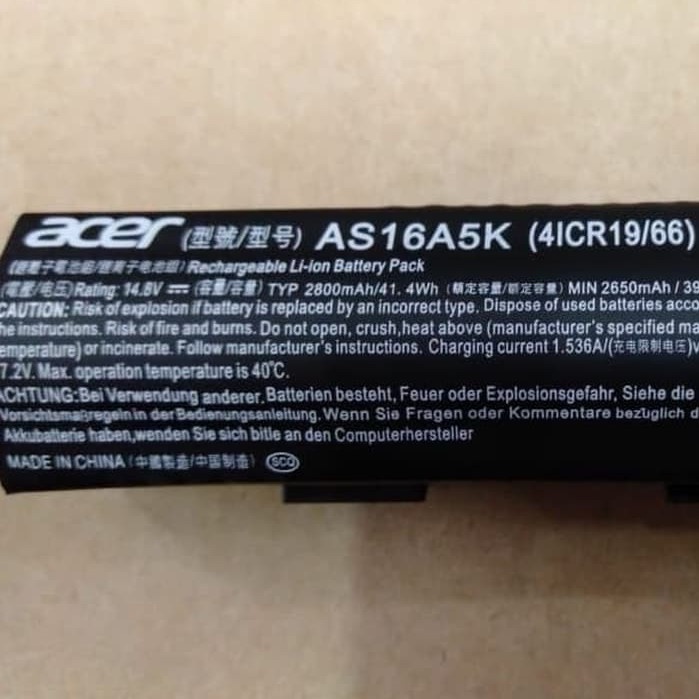 acer (型號/型号) AS16A5K (4ICR19/66)
(鋰離子電池組/锂离子电池组) Rechargeable Li-ion Battery Pack
(電壓/电压) Rating: 14.8V (容量/容量) TYP 2800mAh/41.4Wh (額定容量/额定容量) MIN 2650mAh / 39
CAUTION: Risk of explosion if battery is replaced by an incorrect type. Dispose of used batteries acco
he instructions. Risk of fire and burns. Do not open, crush,heat above (manufacturer's specified ma
emperature) or incinerate. Follow manufacturer's instructions. Charging current 1.536A/(充电限制电压)v
7.2V. Max. operation temperature is 40℃.
ACHTUNG:Bei Verwendung anderer. Batterien besteht, Feuer oder Explosionsgefahr, Siehe die
Vorsichtsmaßregeln in der Bedienungsanleitung. Wenn Sie Fragen oder Kommentare bezüglich d
Akkubatterie haben,wenden Sie sich bitle an den Computerhersteller
MADE IN CHINA (中國製造/中国制造) SCQ